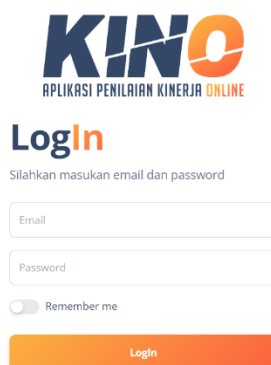 KINO
APLIKASI PENILAIAN KINERJA ONLINE
LogIn
Silahkan masukan email dan password
Email
Password
Remember me
LogIn